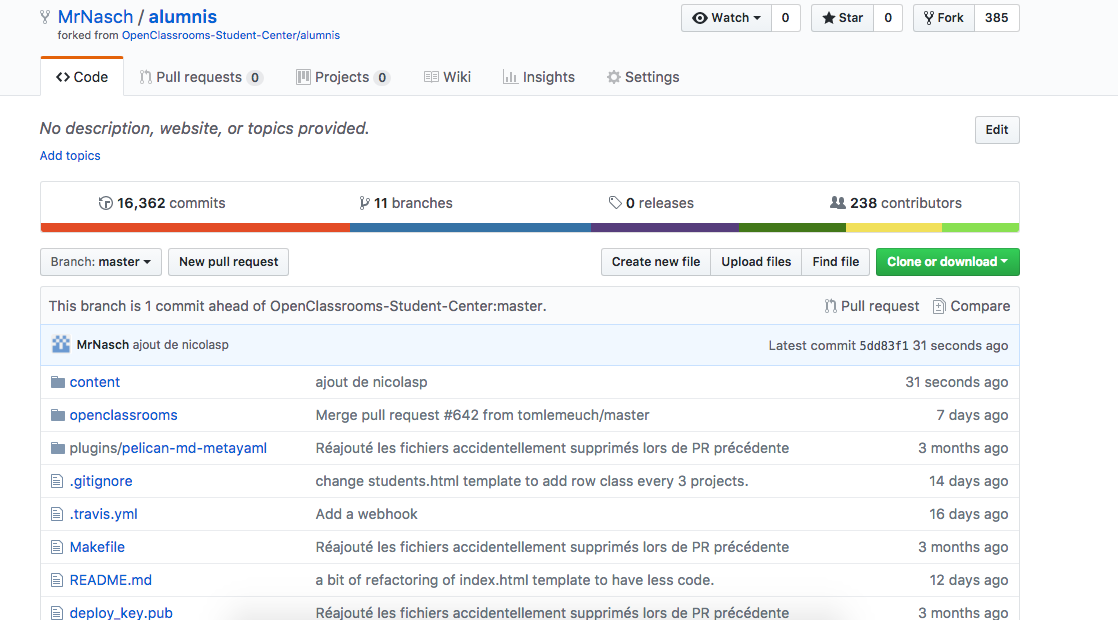 MrNasch / alumnis
Watch 0 Star 0 Fork 385
forked from OpenClassrooms-Student-Center/alumnis
Code Pull requests 0 Projects 0 Wiki Insights Settings
No description, website, or topics provided.
Edit
Add topics
16,362 commits 11 branches 0 releases 238 contributors
Branch: master New pull request Create new file Upload files Find file Clone or download
This branch is 1 commit ahead of OpenClassrooms-Student-Center:master. Pull request Compare
MrNasch ajout de nicolasp Latest commit 5dd83f1 31 seconds ago
content ajout de nicolasp 31 seconds ago
openclassrooms Merge pull request #642 from tomlemeuch/master 7 days ago
plugins/pelican-md-metayaml Réajouté les fichiers accidentellement supprimés lors de PR précédente 3 months ago
.gitignore change students.html template to add row class every 3 projects. 14 days ago
.travis.yml Add a webhook 16 days ago
Makefile Réajouté les fichiers accidentellement supprimés lors de PR précédente 3 months ago
README.md a bit of refactoring of index.html template to have less code. 12 days ago
deploy_key.pub Réajouté les fichiers accidentellement supprimés lors de PR précédente 3 months ago